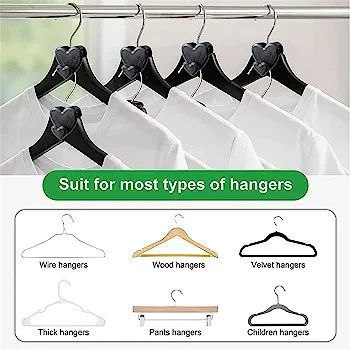 Suit for most types of hangers
Wire hangers
Wood hangers
Velvet hangers
Thick hangers
Pants hangers
Children hangers